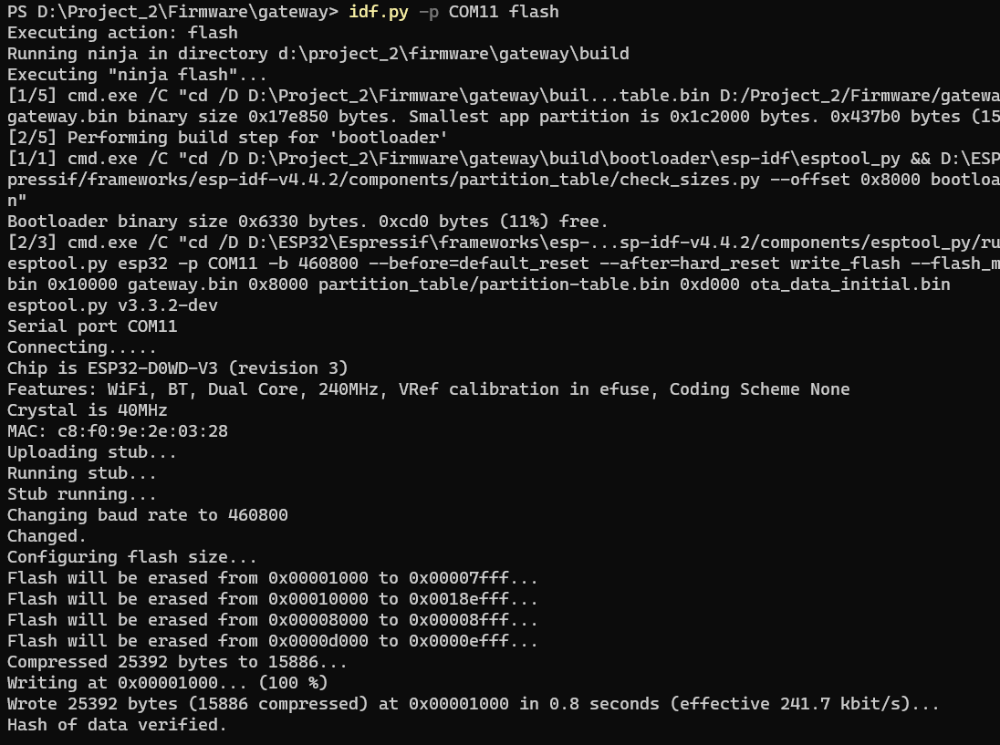 PS D:\Project_2\Firmware\gateway> idf.py -p COM11 flash
Executing action: flash
Running ninja in directory d:\project_2\firmware\gateway\build
Executing "ninja flash"...
[1/5] cmd.exe /C "cd /D D:\Project_2\Firmware\gateway\buil...table.bin D:/Project_2/Firmware/gatewa
gateway.bin binary size 0x17e850 bytes. Smallest app partition is 0x1c2000 bytes. 0x437b0 bytes (15
[2/5] Performing build step for 'bootloader'
[1/1] cmd.exe /C "cd /D D:\Project_2\Firmware\gateway\build\bootloader\esp-idf\esptool_py && D:\ESP
pressif/frameworks/esp-idf-v4.4.2/components/partition_table/check_sizes.py --offset 0x8000 bootloa
n"
Bootloader binary size 0x6330 bytes. 0xcd0 bytes (11%) free.
[2/3] cmd.exe /C "cd /D D:\ESP32\Espressif\frameworks\esp-...sp-idf-v4.4.2/components/esptool_py/ru
esptool.py esp32 -p COM11 -b 460800 --before=default_reset --after=hard_reset write_flash --flash_m
bin 0x10000 gateway.bin 0x8000 partition_table/partition-table.bin 0xd000 ota_data_initial.bin
esptool.py v3.3.2-dev
Serial port COM11
Connecting.....
Chip is ESP32-D0WD-V3 (revision 3)
Features: WiFi, BT, Dual Core, 240MHz, VRef calibration in efuse, Coding Scheme None
Crystal is 40MHz
MAC: c8:f0:9e:2e:03:28
Uploading stub...
Running stub...
Stub running...
Changing baud rate to 460800
Changed.
Configuring flash size...
Flash will be erased from 0x00001000 to 0x00007fff...
Flash will be erased from 0x00010000 to 0x0018efff...
Flash will be erased from 0x00008000 to 0x00008fff...
Flash will be erased from 0x0000d000 to 0x0000efff...
Compressed 25392 bytes to 15886...
Writing at 0x00001000... (100 %)
Wrote 25392 bytes (15886 compressed) at 0x00001000 in 0.8 seconds (effective 241.7 kbit/s)...
Hash of data verified.